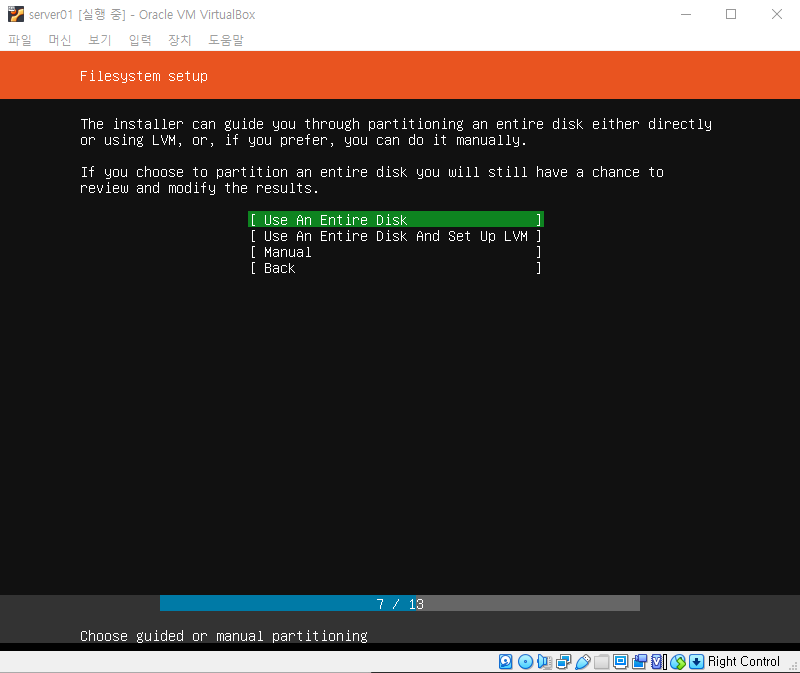 server01 [실행 중] - Oracle VM VirtualBox
파일 머신 보기 입력 장치 도움말
Filesystem setup
The installer can guide you through partitioning an entire disk either directly
or using LVM, or, if you prefer, you can do it manually.
If you choose to partition an entire disk you will still have a chance to
review and modify the results.
[ Use An Entire Disk ]
[ Use An Entire Disk And Set Up LVM ]
[ Manual ]
[ Back ]
7 / 13
Choose guided or manual partitioning
Right Control